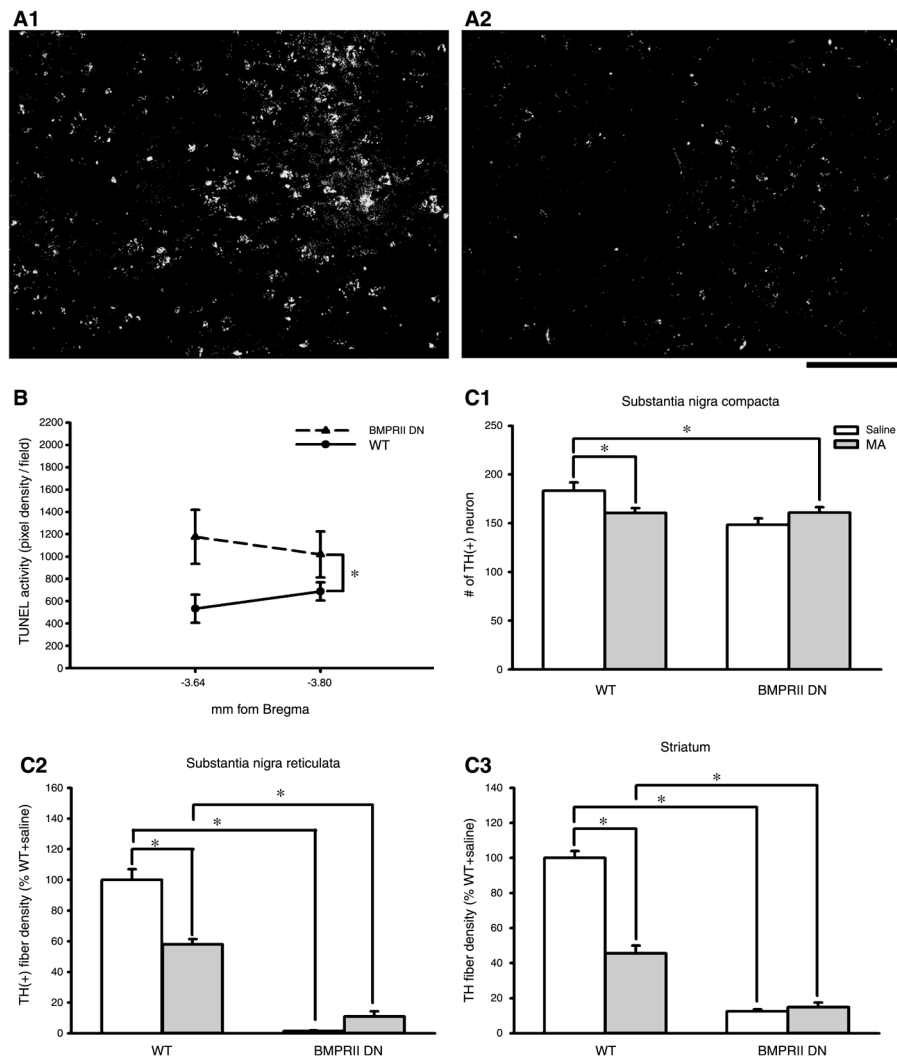 A1
A2
B
TUNEL activity (pixel density/field)
2200
2000
1800
1600
1400
1200
1000
800
600
400
200
0
BMPRII DN
WT
*
-3.64 -3.80
mm fom Bregma
C1
Substantia nigra compacta
# of TH(+) neuron
250
200
150
100
50
0
Saline
MA
*
*
WT BMPRII DN
C2
Substantia nigra reticulata
TH(+) fiber density (% WT+saline)
160
140
120
100
80
60
40
20
0
*
*
*
WT BMPRII DN
C3
Striatum
TH fiber density (% WT+saline)
140
120
100
80
60
40
20
0
*
*
*
WT BMPRII DN